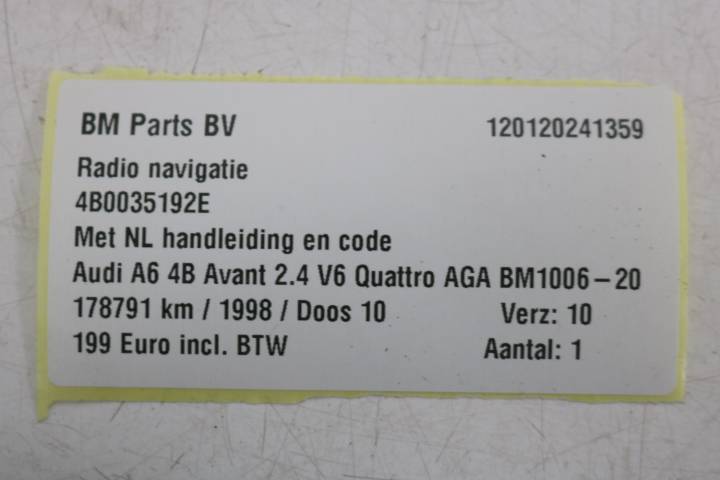 BM Parts BV 120120241359
Radio navigatie
4B0035192E
Met NL handleiding en code
Audi A6 4B Avant 2.4 V6 Quattro AGA BM1006-20
178791 km / 1998 / Doos 10 Verz: 10
199 Euro incl. BTW Aantal: 1